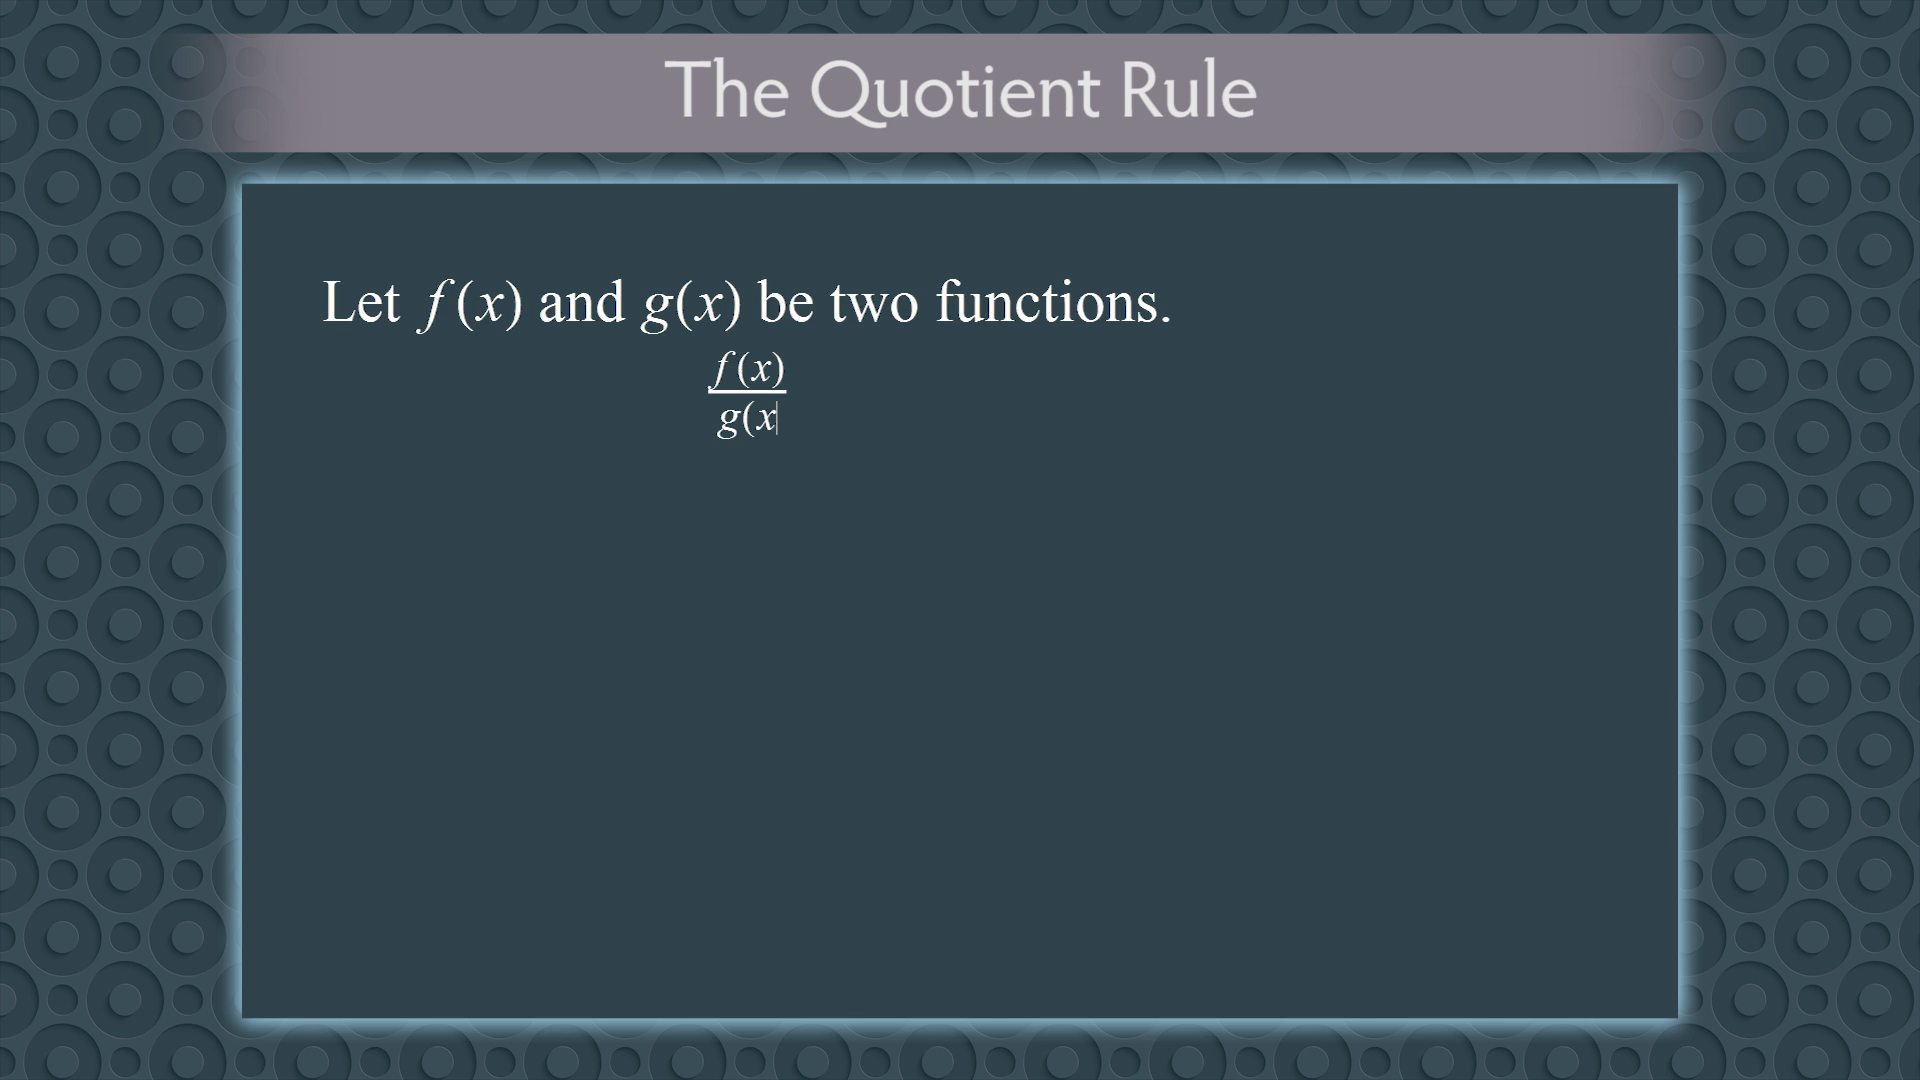 The Quotient Rule
Let f(x) and g(x) be two functions.
f(x)
g(x